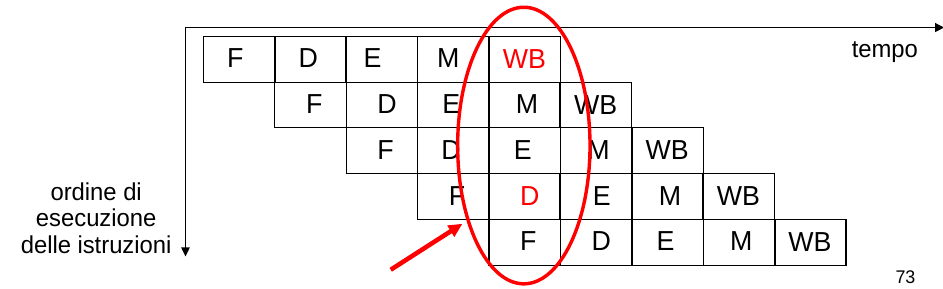 tempo
F D E M WB
F D E M WB
F D E M WB
F D E M WB
F D E M WB
ordine di
esecuzione
delle istruzioni
73